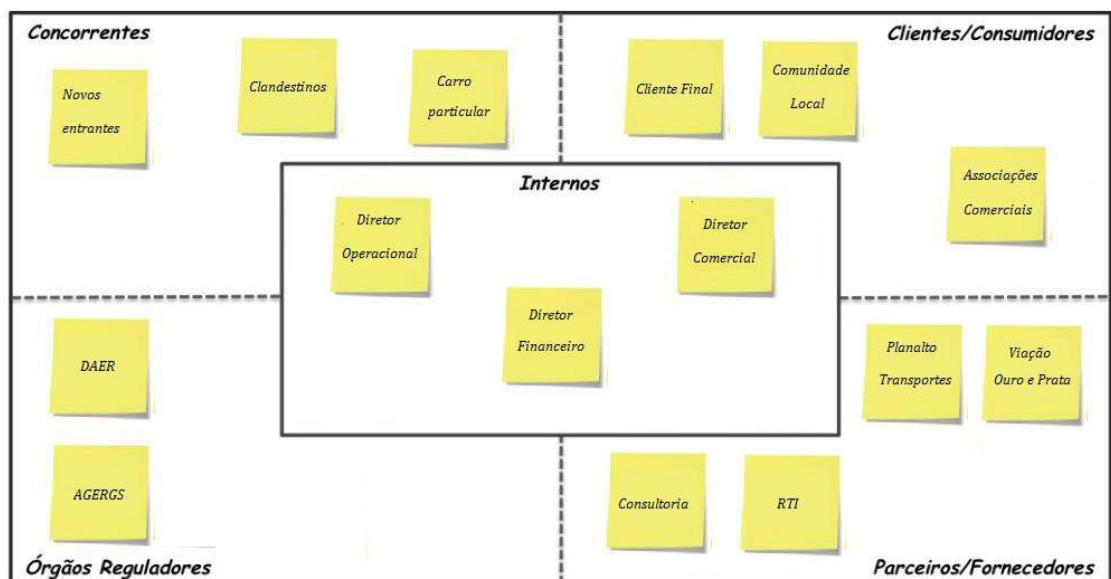 Concorrentes
Novos
entrantes
Clandestinos
Carro
particular
Clientes/Consumidores
Cliente Final
Comunidade
Local
Associações
Comerciais
Internos
Diretor
Operacional
Diretor
Comercial
Diretor
Financeiro
DAER
AGERGS
Órgãos Reguladores
Planalto
Transportes
Viação
Ouro e Prata
Consultoria
RTI
Parceiros/Fornecedores